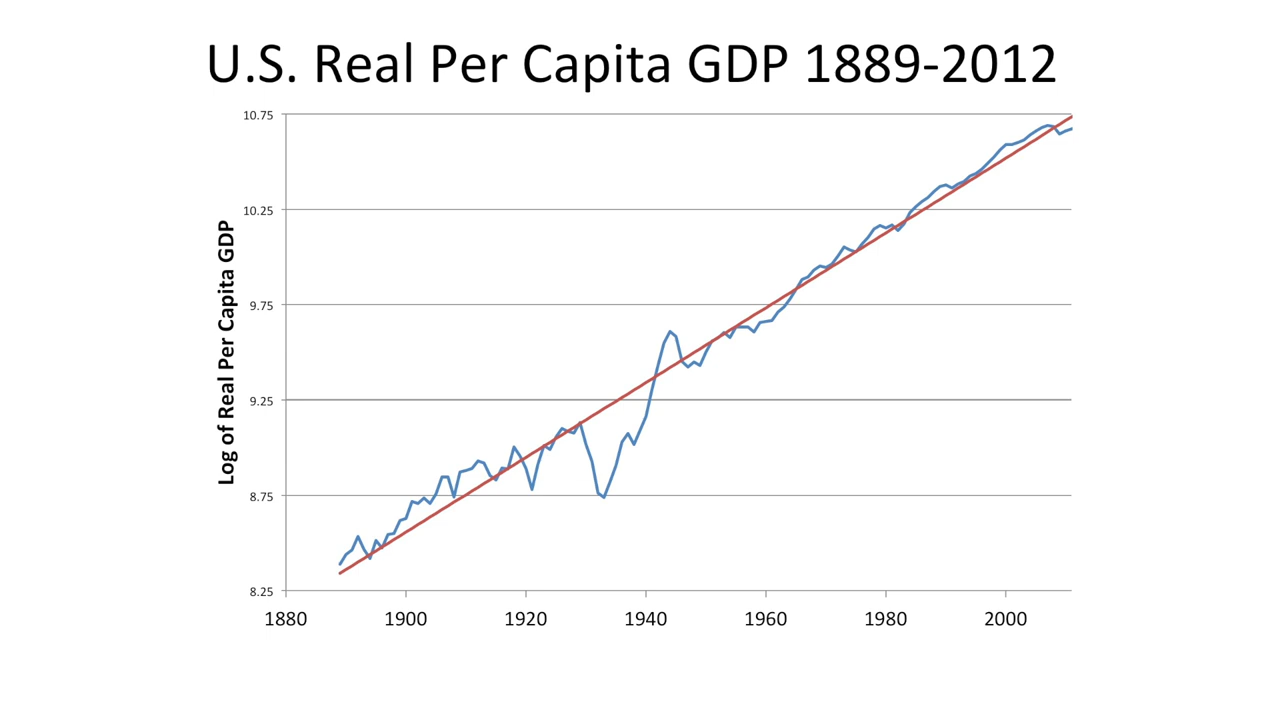 U.S. Real Per Capita GDP 1889-2012
Log of Real Per Capita GDP
10.75
10.25
9.75
9.25
8.75
8.25
1880 1900 1920 1940 1960 1980 2000